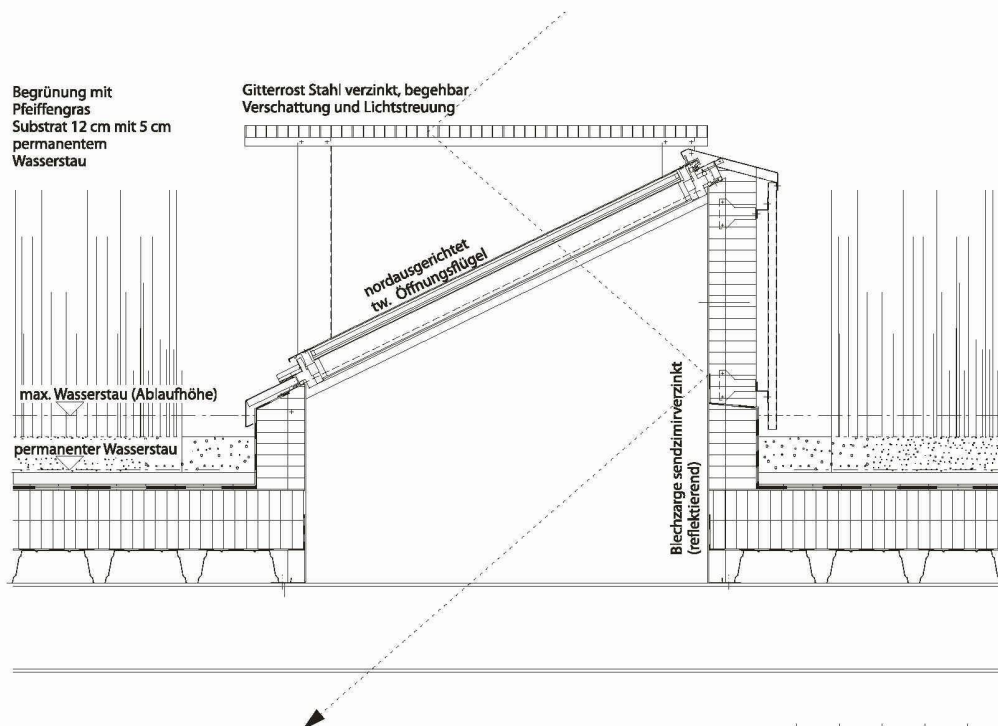 Begrünung mit
Pfeiffengras
Substrat 12 cm mit 5 cm
permanentem
Wasserstau
Gitterrost Stahl verzinkt, begehbar
Verschattung und Lichtstreuung
nordausgerichtet
tw. Öffnungsflügel
max. Wasserstau (Ablaufhöhe)
permanenter Wasserstau
Blechzarge sendzimirverzinkt
(reflektierend)